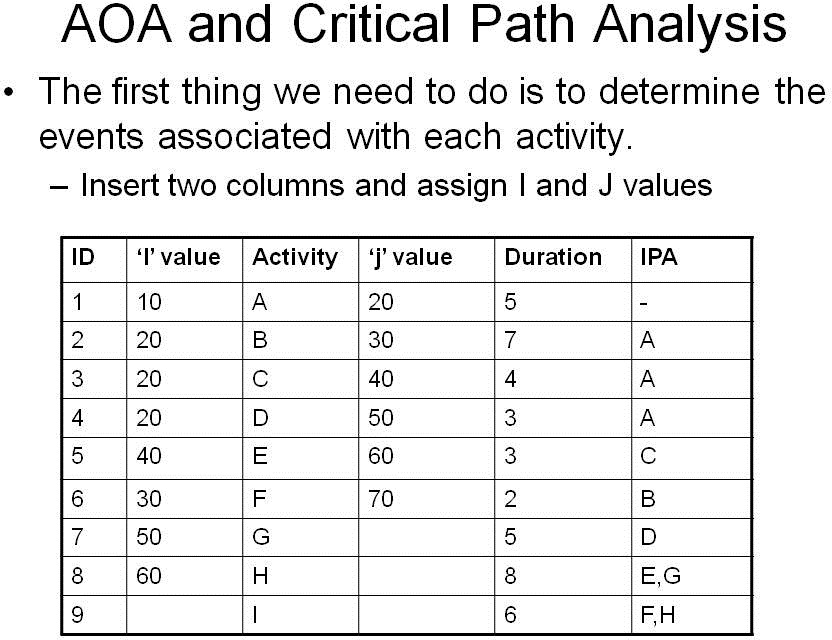 AOA and Critical Path Analysis
• The first thing we need to do is to determine the
events associated with each activity.
– Insert two columns and assign I and J values
ID ‘I’ value Activity ‘j’ value Duration IPA
1 10 A 20 5 -
2 20 B 30 7 A
3 20 C 40 4 A
4 20 D 50 3 A
5 40 E 60 3 C
6 30 F 70 2 B
7 50 G 5 D
8 60 H 8 E,G
9 I 6 F,H